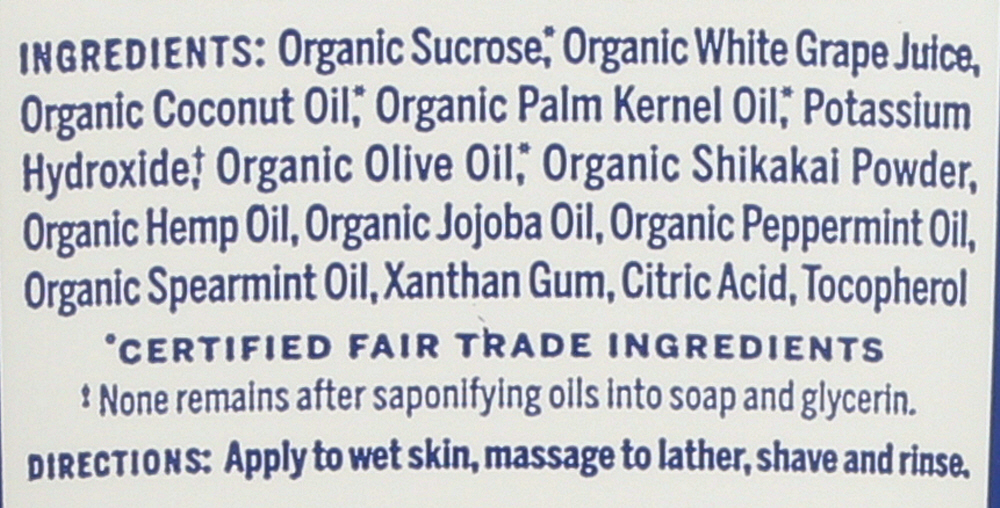 INGREDIENTS: Organic Sucrose,* Organic White Grape Juice,
Organic Coconut Oil,* Organic Palm Kernel Oil,* Potassium
Hydroxide,† Organic Olive Oil,* Organic Shikakai Powder,
Organic Hemp Oil, Organic Jojoba Oil, Organic Peppermint Oil,
Organic Spearmint Oil, Xanthan Gum, Citric Acid, Tocopherol
*CERTIFIED FAIR TRADE INGREDIENTS
‡ None remains after saponifying oils into soap and glycerin.
DIRECTIONS: Apply to wet skin, massage to lather, shave and rinse.